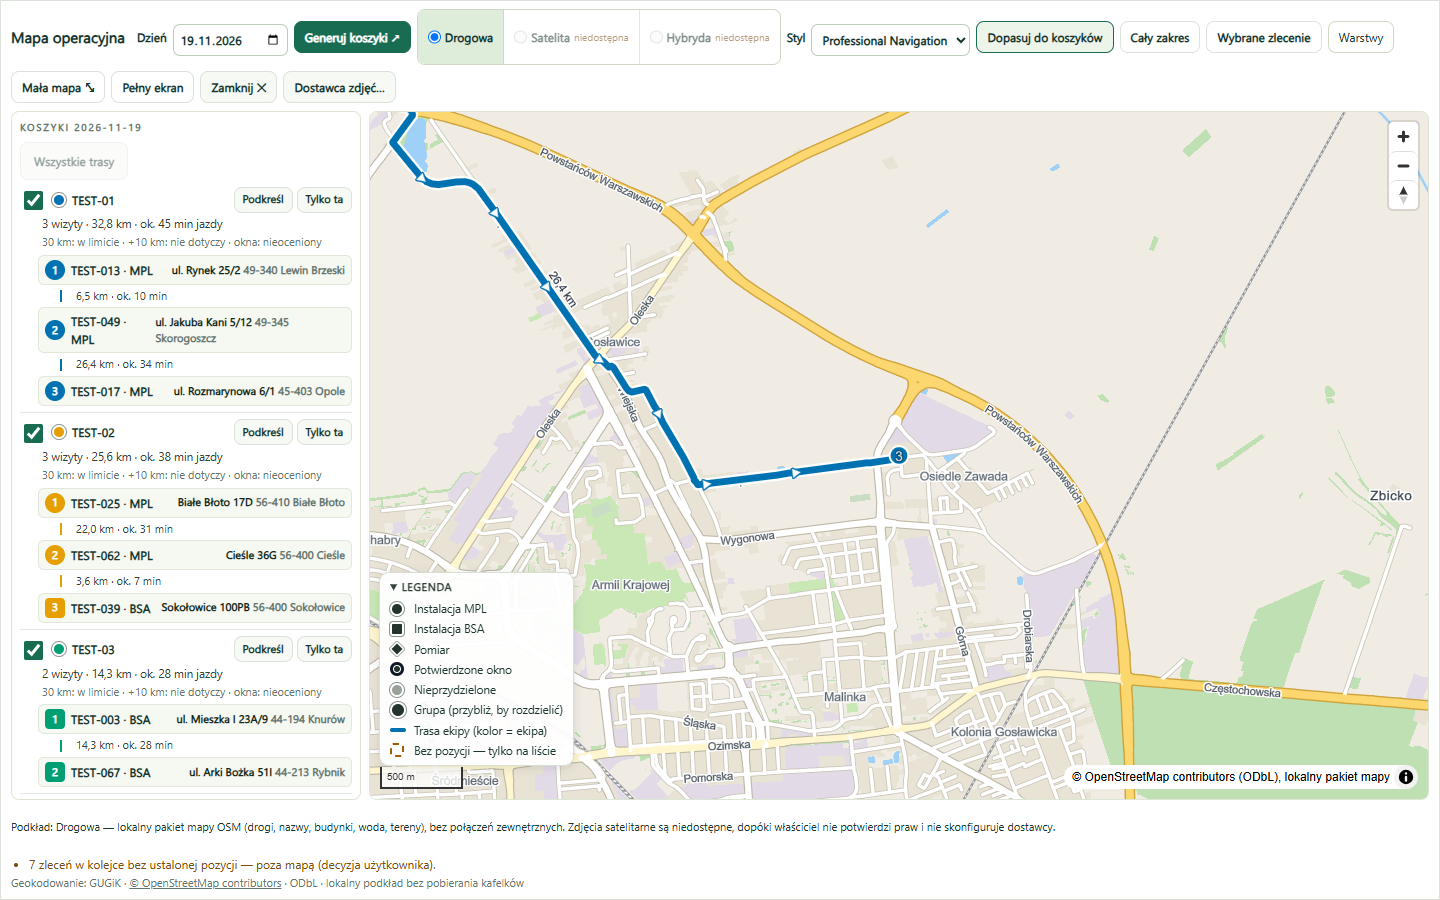 Mapa operacyjna Dzień 19.11.2026 Generuj koszyki ↗ Drogowa Satelita niedostępna Hybryda niedostępna Styl Professional Navigation Dopasuj do koszyków Cały zakres Wybrane zlecenie Warstwy
Mała mapa ⤡ Pełny ekran Zamknij ✕ Dostawca zdjęć...
KOSZYKI 2026-11-19
Wszystkie trasy
TEST-01 Podkreśl Tylko ta
3 wizyty · 32,8 km · ok. 45 min jazdy
30 km: w limicie · +10 km: nie dotyczy · okna: nieoceniony
1 TEST-013 · MPL ul. Rynek 25/2 49-340 Lewin Brzeski
6,5 km · ok. 10 min
2 TEST-049 · MPL ul. Jakuba Kani 5/12 49-345 Skorogoszcz
26,4 km · ok. 34 min
3 TEST-017 · MPL ul. Rozmarynowa 6/1 45-403 Opole
TEST-02 Podkreśl Tylko ta
3 wizyty · 25,6 km · ok. 38 min jazdy
30 km: w limicie · +10 km: nie dotyczy · okna: nieoceniony
1 TEST-025 · MPL Białe Błoto 17D 56-410 Białe Błoto
22,0 km · ok. 31 min
2 TEST-062 · MPL Cieśle 36G 56-400 Cieśle
3,6 km · ok. 7 min
3 TEST-039 · BSA Sokołowice 100PB 56-400 Sokołowice
TEST-03 Podkreśl Tylko ta
2 wizyty · 14,3 km · ok. 28 min jazdy
30 km: w limicie · +10 km: nie dotyczy · okna: nieoceniony
1 TEST-003 · BSA ul. Mieszka I 23A/9 44-194 Knurów
14,3 km · ok. 28 min
2 TEST-067 · BSA ul. Arki Bożka 51I 44-213 Rybnik
Powstańców Warszawskich
26,4 km
Oleska
osławice
Oleska
iejska
Powstańców Warszawskich
3
Osiedle Zawada
Zbicko
habry
Wygonowa
Armii Krajowej
Górna
Drobiarska
Malinka
Częstochowska
Śląska
Ozimska
Kolonia Gosławicka
Pomorska
Śródmieście
▼ LEGENDA
Instalacja MPL
Instalacja BSA
Pomiar
Potwierdzone okno
Nieprzydzielone
Grupa (przybliż, by rozdzielić)
Trasa ekipy (kolor = ekipa)
Bez pozycji — tylko na liście
500 m
© OpenStreetMap contributors (ODbL), lokalny pakiet mapy
Podkład: Drogowa — lokalny pakiet mapy OSM (drogi, nazwy, budynki, woda, tereny), bez połączeń zewnętrznych. Zdjęcia satelitarne są niedostępne, dopóki właściciel nie potwierdzi praw i nie skonfiguruje dostawcy.
• 7 zleceń w kolejce bez ustalonej pozycji — poza mapą (decyzja użytkownika).
Geokodowanie: GUGiK · © OpenStreetMap contributors · ODbL · lokalny podkład bez pobierania kafelków